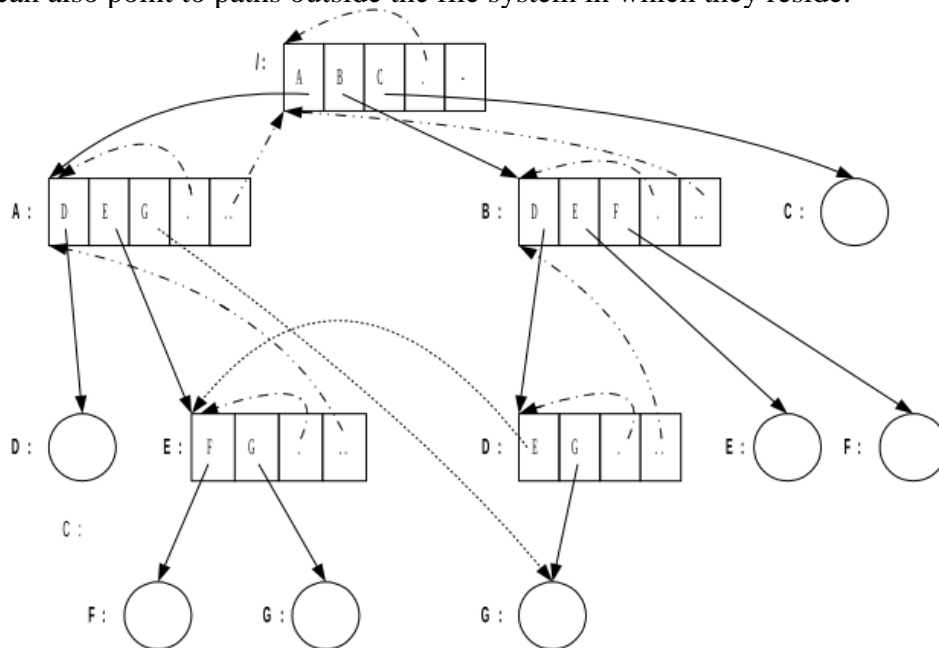 can also point to paths outside the file system in which they reside.
/: A B C . .
A: D E G . ..
B: D E F . ..
C:
D:
E: F G . ..
D: E G . ..
E:
F:
C:
F:
G:
G: